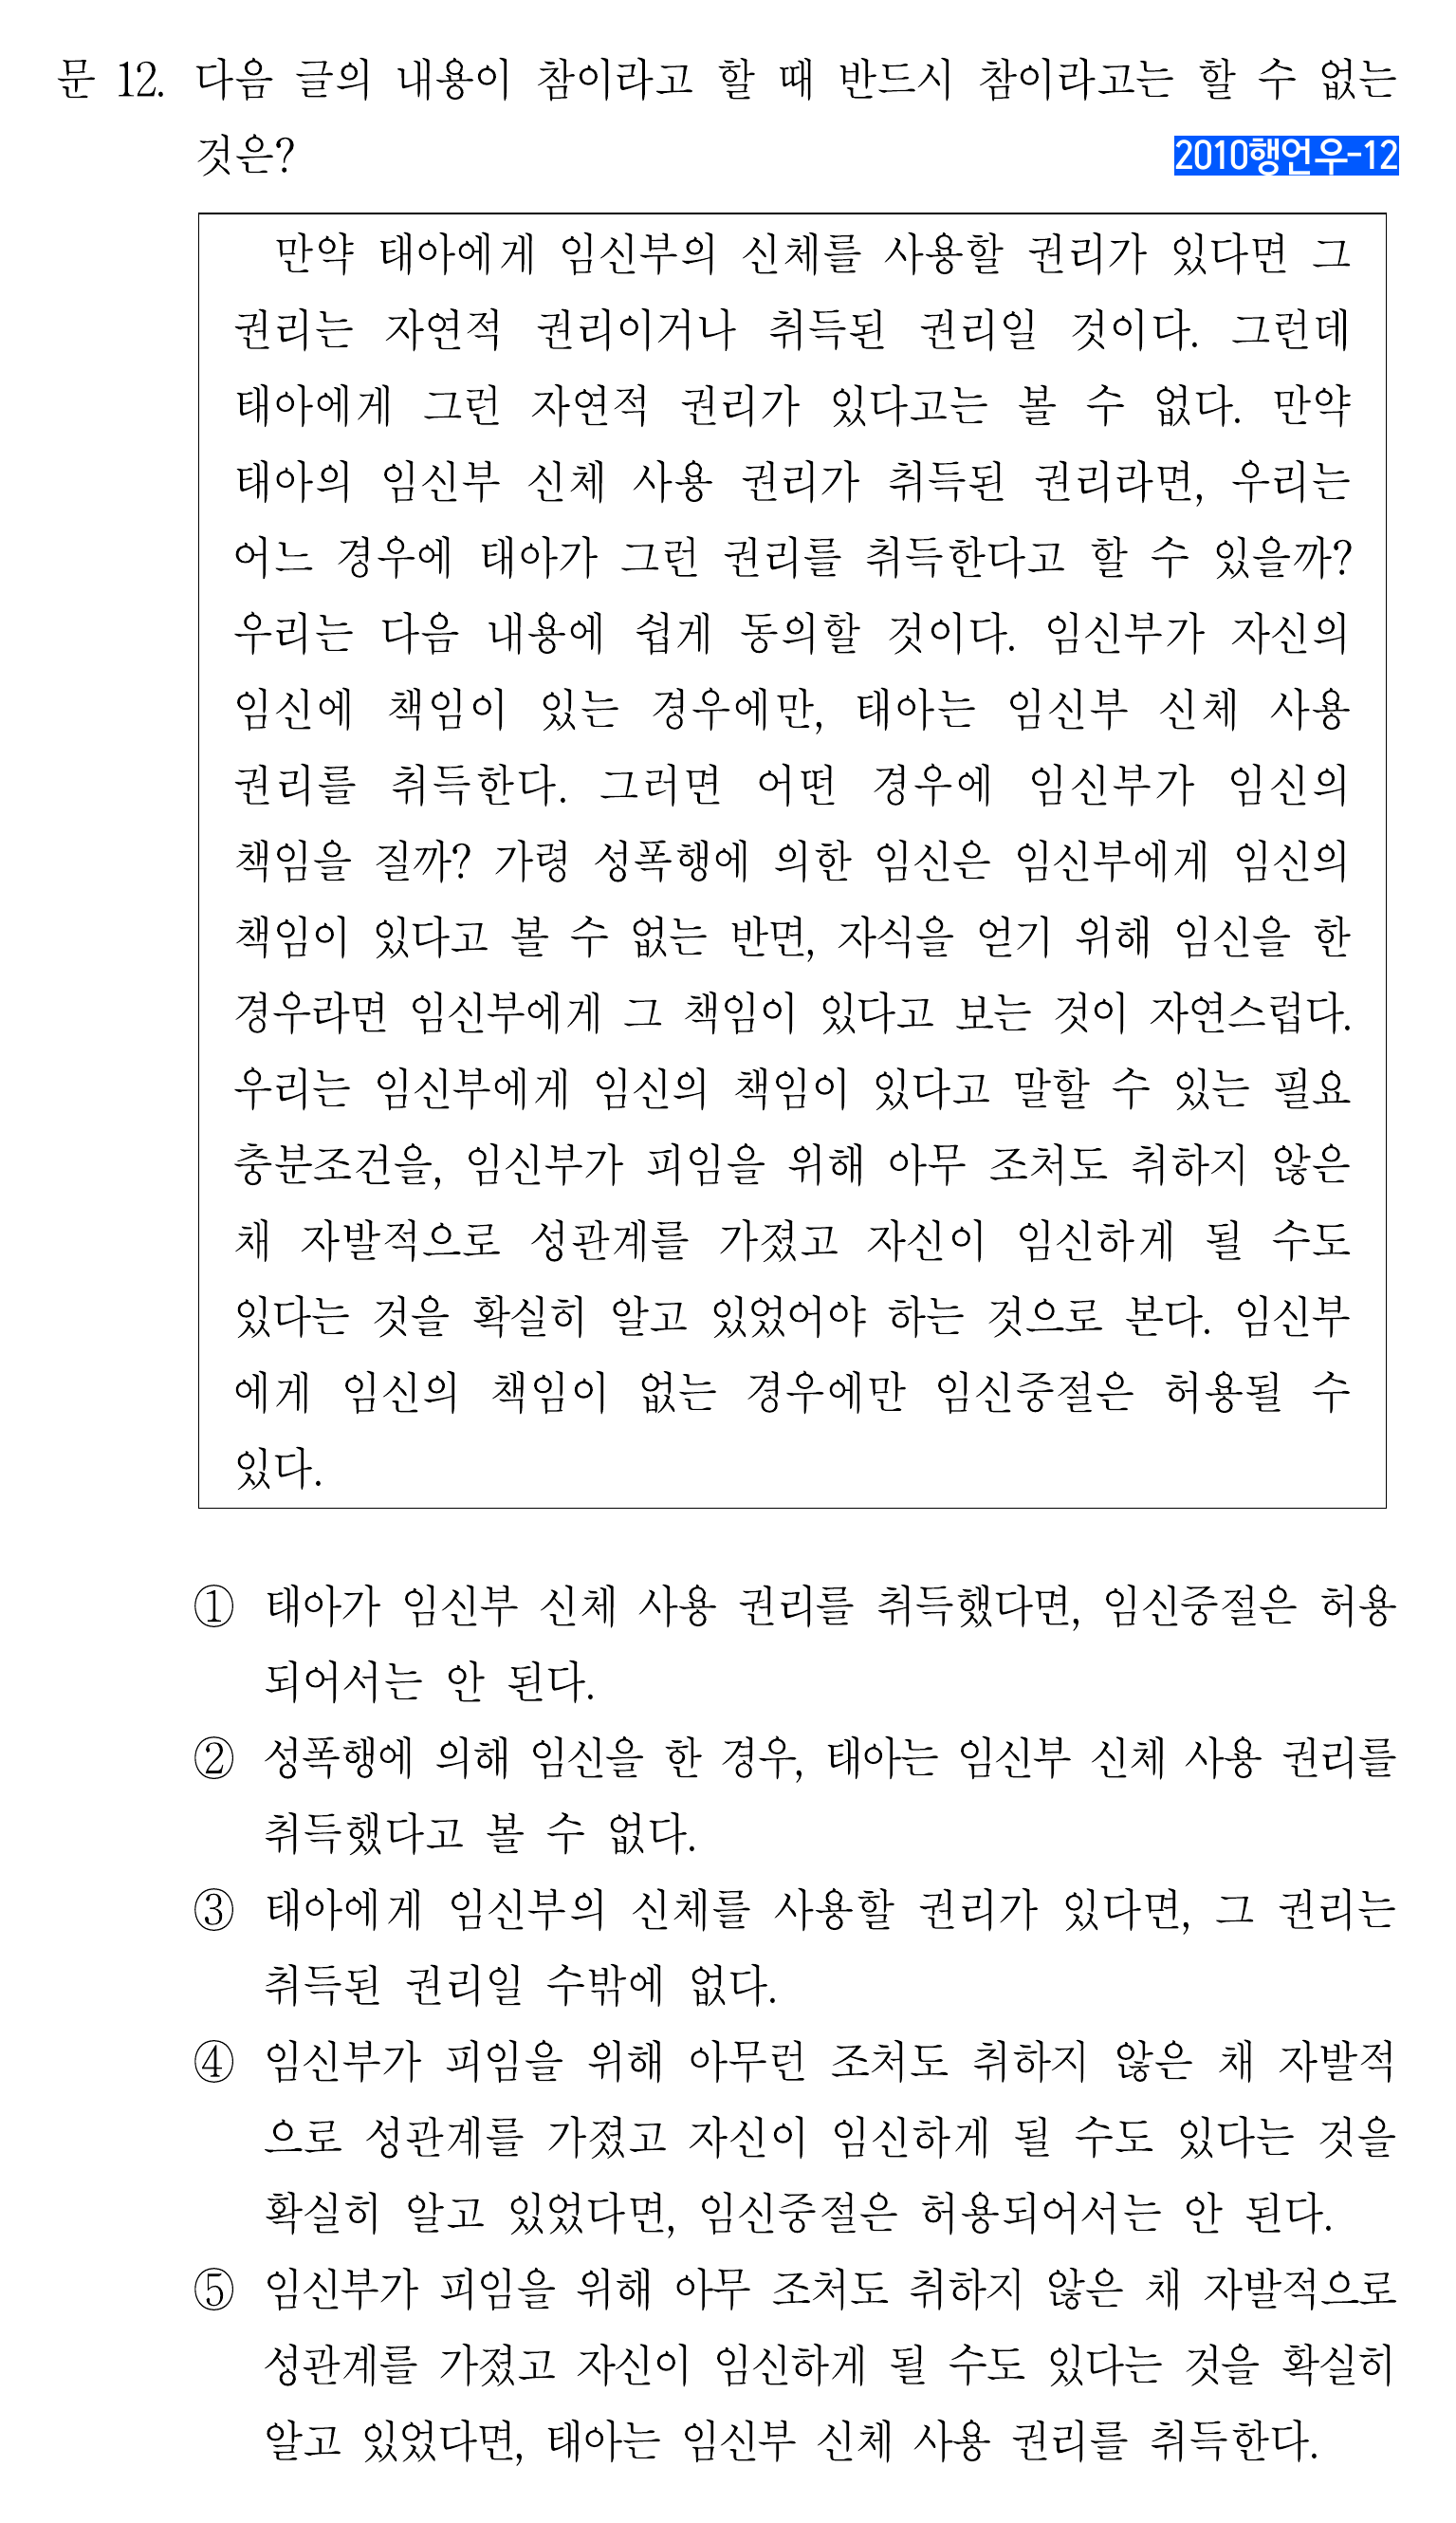 문 12. 다음 글의 내용이 참이라고 할 때 반드시 참이라고는 할 수 없는
것은?
2010행언우-12
만약 태아에게 임신부의 신체를 사용할 권리가 있다면 그
권리는 자연적 권리이거나 취득된 권리일 것이다. 그런데
태아에게 그런 자연적 권리가 있다고는 볼 수 없다. 만약
태아의 임신부 신체 사용 권리가 취득된 권리라면, 우리는
어느 경우에 태아가 그런 권리를 취득한다고 할 수 있을까?
우리는 다음 내용에 쉽게 동의할 것이다. 임신부가 자신의
임신에 책임이 있는 경우에만, 태아는 임신부 신체 사용
권리를 취득한다. 그러면 어떤 경우에 임신부가 임신의
책임을 질까? 가령 성폭행에 의한 임신은 임신부에게 임신의
책임이 있다고 볼 수 없는 반면, 자식을 얻기 위해 임신을 한
경우라면 임신부에게 그 책임이 있다고 보는 것이 자연스럽다.
우리는 임신부에게 임신의 책임이 있다고 말할 수 있는 필요
충분조건을, 임신부가 피임을 위해 아무 조처도 취하지 않은
채 자발적으로 성관계를 가졌고 자신이 임신하게 될 수도
있다는 것을 확실히 알고 있었어야 하는 것으로 본다. 임신부
에게 임신의 책임이 없는 경우에만 임신중절은 허용될 수
있다.
① 태아가 임신부 신체 사용 권리를 취득했다면, 임신중절은 허용
되어서는 안 된다.
② 성폭행에 의해 임신을 한 경우, 태아는 임신부 신체 사용 권리를
취득했다고 볼 수 없다.
③ 태아에게 임신부의 신체를 사용할 권리가 있다면, 그 권리는
취득된 권리일 수밖에 없다.
④ 임신부가 피임을 위해 아무런 조처도 취하지 않은 채 자발적
으로 성관계를 가졌고 자신이 임신하게 될 수도 있다는 것을
확실히 알고 있었다면, 임신중절은 허용되어서는 안 된다.
⑤ 임신부가 피임을 위해 아무 조처도 취하지 않은 채 자발적으로
성관계를 가졌고 자신이 임신하게 될 수도 있다는 것을 확실히
알고 있었다면, 태아는 임신부 신체 사용 권리를 취득한다.